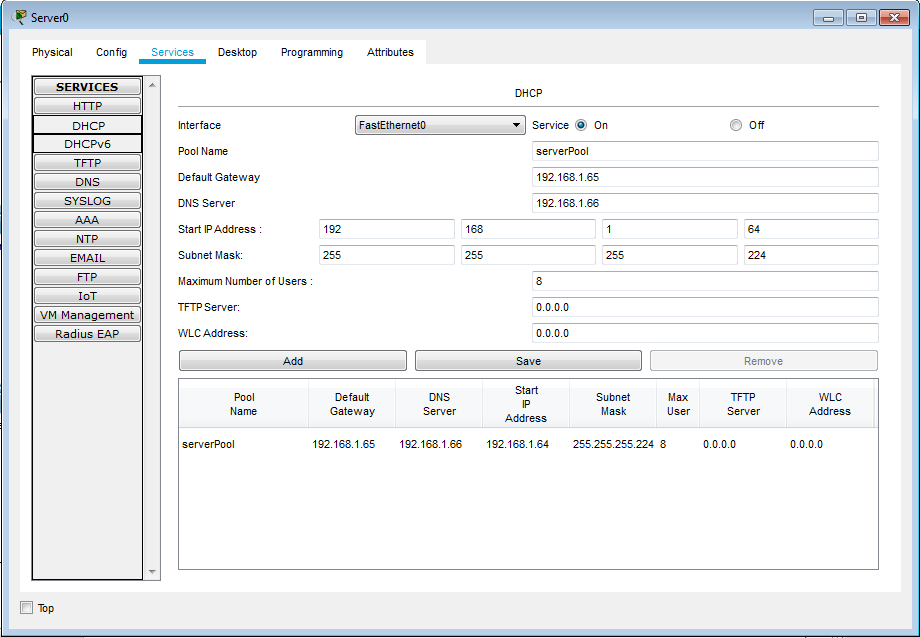 Server0
Physical Config Services Desktop Programming Attributes
SERVICES
HTTP
DHCP
DHCPv6
TFTP
DNS
SYSLOG
AAA
NTP
EMAIL
FTP
IoT
VM Management
Radius EAP
DHCP
Interface FastEthernet0 Service On Off
Pool Name serverPool
Default Gateway 192.168.1.65
DNS Server 192.168.1.66
Start IP Address : 192 168 1 64
Subnet Mask: 255 255 255 224
Maximum Number of Users : 8
TFTP Server: 0.0.0.0
WLC Address: 0.0.0.0
Add Save Remove
Pool Name Default Gateway DNS Server Start IP Address Subnet Mask Max User TFTP Server WLC Address
serverPool 192.168.1.65 192.168.1.66 192.168.1.64 255.255.255.224 8 0.0.0.0 0.0.0.0
Top